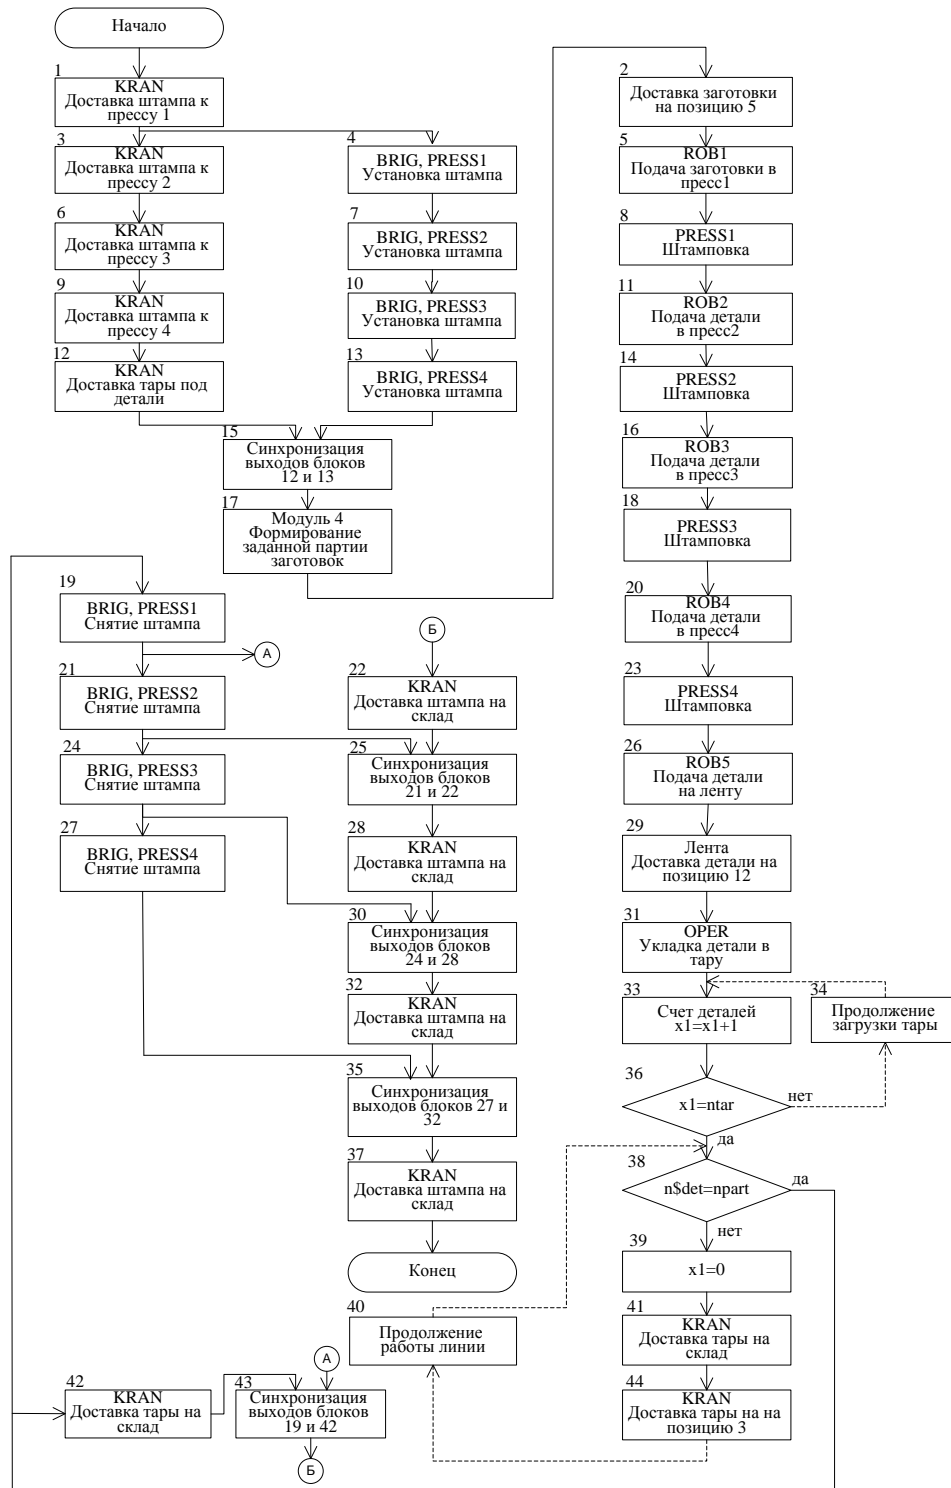 Начало
1
KRAN
Доставка штампа к
прессу 1
3
KRAN
Доставка штампа к
прессу 2
6
KRAN
Доставка штампа к
прессу 3
9
KRAN
Доставка штампа к
прессу 4
12
KRAN
Доставка тары под
детали
4
BRIG, PRESS1
Установка штампа
7
BRIG, PRESS2
Установка штампа
10
BRIG, PRESS3
Установка штампа
13
BRIG, PRESS4
Установка штампа
15
Синхронизация
выходов блоков
12 и 13
17
Модуль 4
Формирование
заданной партии
заготовок
2
Доставка заготовки
на позицию 5
5
ROB1
Подача заготовки в
пресс1
8
PRESS1
Штамповка
11
ROB2
Подача детали
в пресс2
14
PRESS2
Штамповка
16
ROB3
Подача детали
в пресс3
18
PRESS3
Штамповка
20
ROB4
Подача детали
в пресс4
23
PRESS4
Штамповка
26
ROB5
Подача детали
на ленту
29
Лента
Доставка детали на
позицию 12
31
OPER
Укладка детали в
тару
33
Счет деталей
x1=x1+1
34
Продолжение
загрузки тары
36
x1=ntar
нет
да
38
n$det=npart
да
нет
39
x1=0
41
KRAN
Доставка тары на
склад
44
KRAN
Доставка тары на на
позицию 3
40
Продолжение
работы линии
19
BRIG, PRESS1
Снятие штампа
А
21
BRIG, PRESS2
Снятие штампа
24
BRIG, PRESS3
Снятие штампа
27
BRIG, PRESS4
Снятие штампа
Б
22
KRAN
Доставка штампа на
склад
25
Синхронизация
выходов блоков
21 и 22
28
KRAN
Доставка штампа на
склад
30
Синхронизация
выходов блоков
24 и 28
32
KRAN
Доставка штампа на
склад
35
Синхронизация
выходов блоков 27 и
32
37
KRAN
Доставка штампа на
склад
Конец
42
KRAN
Доставка тары на
склад
А
43
Синхронизация
выходов блоков
19 и 42
Б